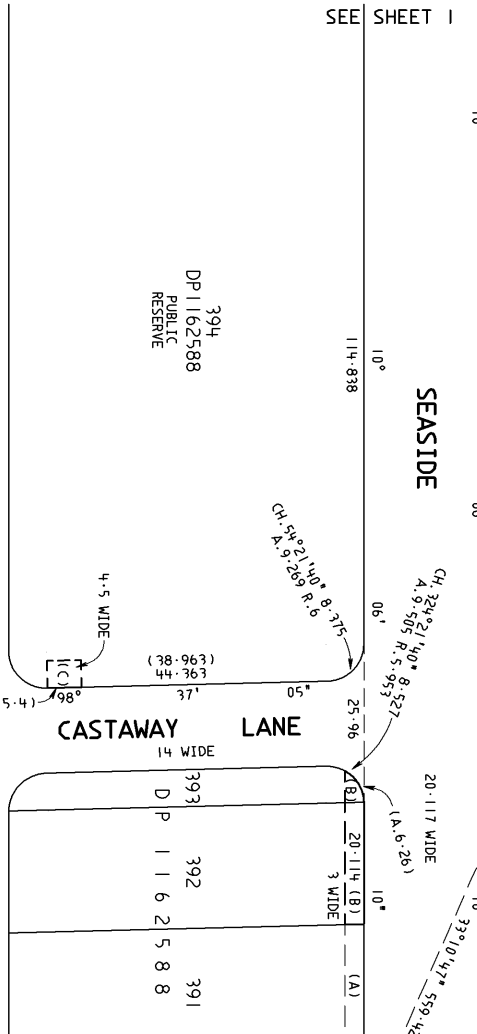 SEE SHEET 1
10°
114·838
394
DP1162588
PUBLIC
RESERVE
SEASIDE
CH.54°21'40" 8·375
A.9·269 R.6
CH.324°21'40" 8·527
A.9·505 R.5·953
06'
4·5 WIDE
(C)
98°
(38·963)
44·363
37'
05"
5·4)
CASTAWAY LANE
14 WIDE
25·96
20·117 WIDE
(A.6·26)
393
(B)
20·114 (B)
3 WIDE
10"
392
DP 1162588
391
(A)
33°10'47" 559·4